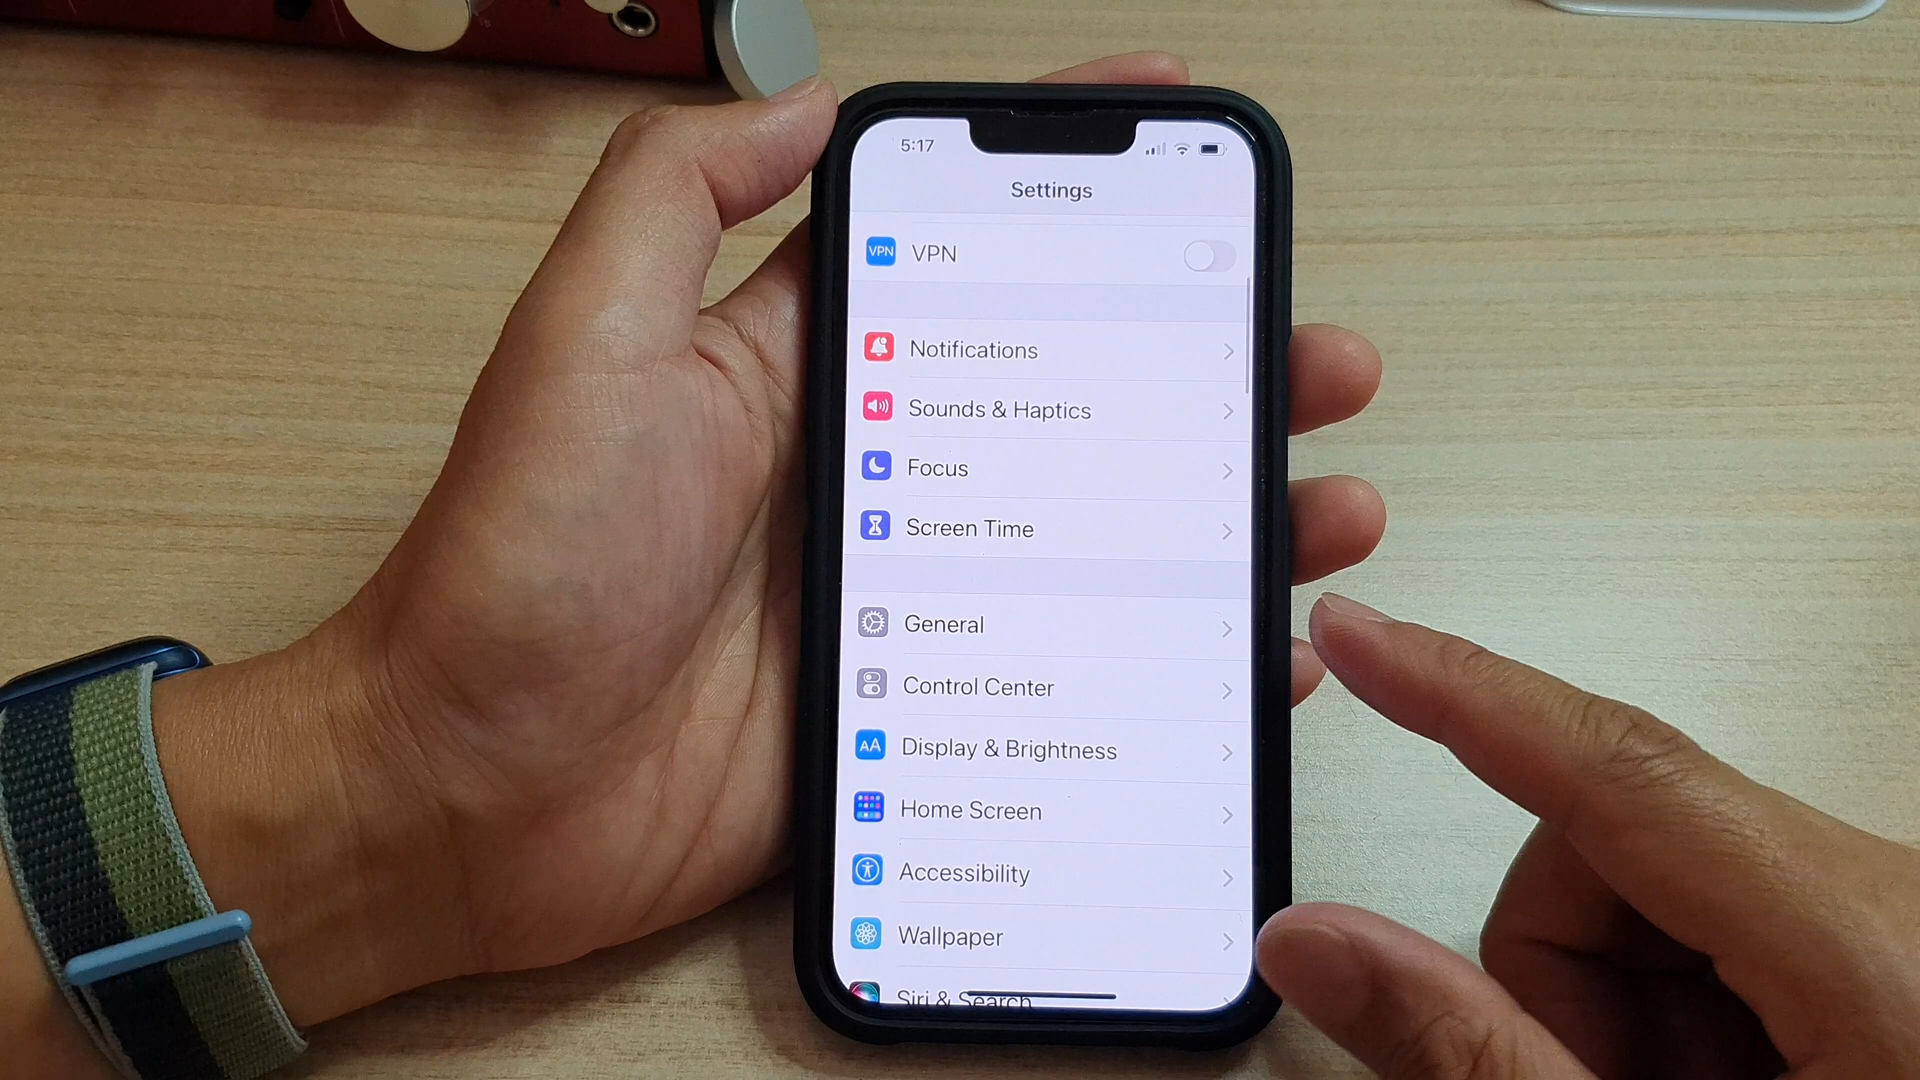 5:17
Settings
VPN VPN
Notifications
Sounds & Haptics
Focus
Screen Time
General
Control Center
AA Display & Brightness
Home Screen
Accessibility
Wallpaper
Siri & Search